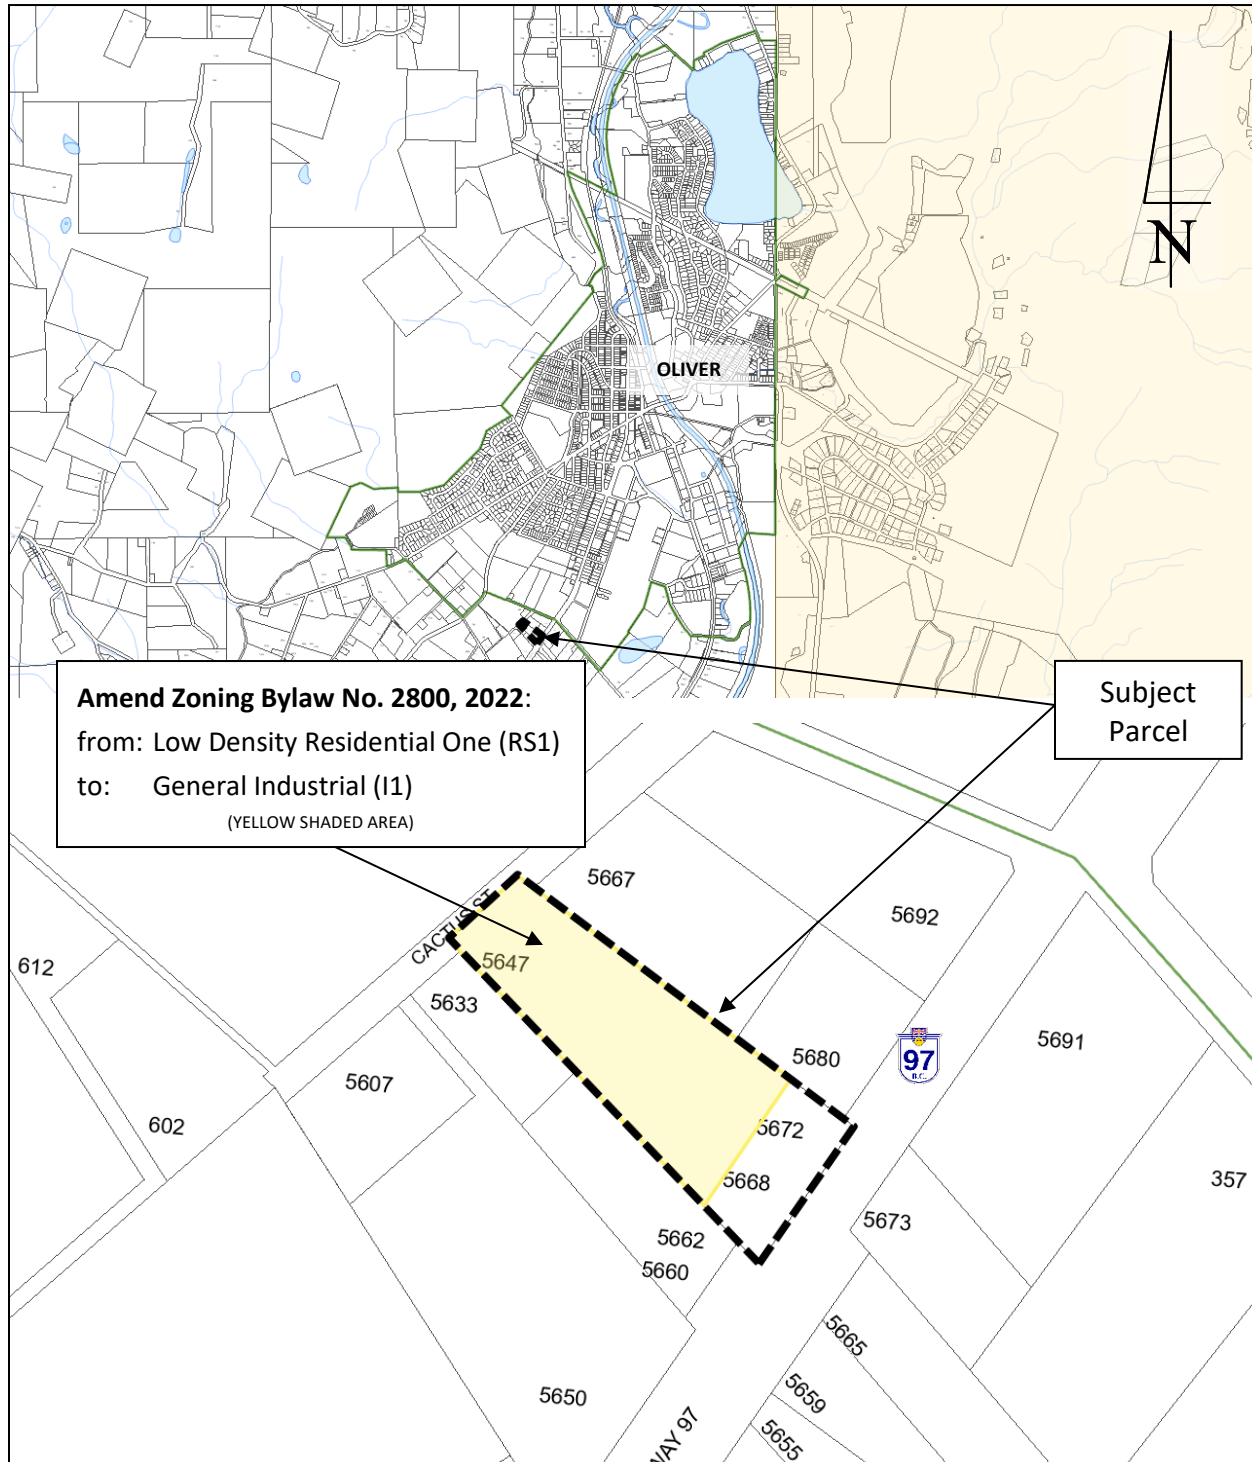 N
OLIVER
Amend Zoning Bylaw No. 2800, 2022:
from: Low Density Residential One (RS1)
to: General Industrial (I1)
(YELLOW SHADED AREA)
Subject
Parcel
5667
5692
CACTUS ST
612
5647
5633
97
B.C.
5691
5680
5607
602
5672
5668
357
5673
5662
5660
5665
5650
5659
5655
WAY 97